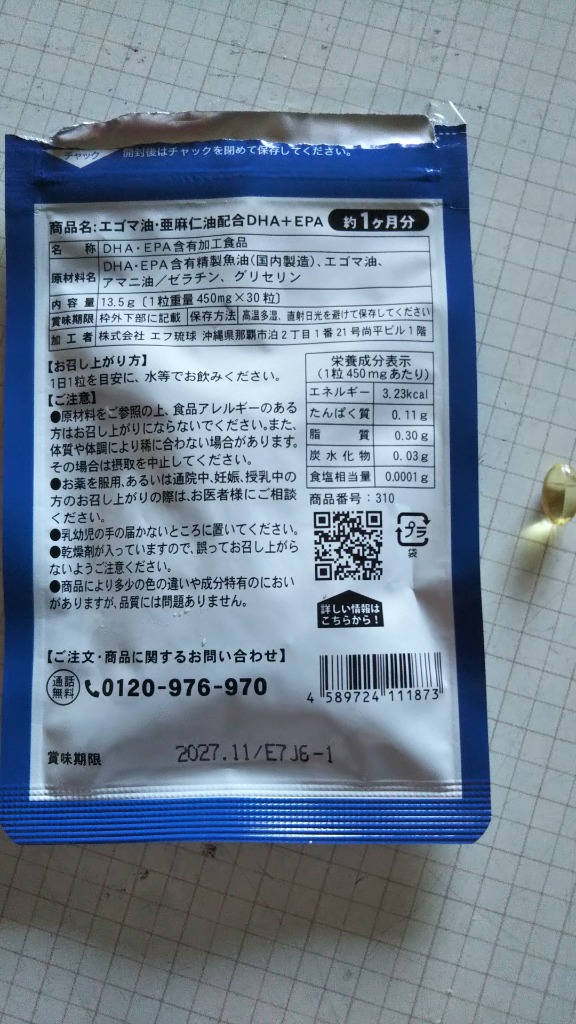 チャック
開封後はチャックを閉めて保存してください。
商品名:エゴマ油・亜麻仁油配合DHA+EPA 約1ヶ月分
名称 DHA・EPA含有加工食品
原材料名 DHA・EPA含有精製魚油(国内製造)、エゴマ油、
アマニ油/ゼラチン、グリセリン
内容量 13.5g〔1粒重量450mg×30粒〕
賞味期限 枠外下部に記載 保存方法 高温多湿、直射日光を避けて保存してください
加工者 株式会社 エフ琉球 沖縄県那覇市泊2丁目1番21号尚平ビル1階
【お召し上がり方】
1日1粒を目安に、水等でお飲みください。
【ご注意】
●原材料をご参照の上、食品アレルギーのある
方はお召し上がりにならないでください。また、
体質や体調により稀に合わない場合があります。
その場合は摂取を中止してください。
●お薬を服用、あるいは通院中、妊娠、授乳中の
方のお召し上がりの際は、お医者様にご相談
ください。
●乳幼児の手の届かないところに置いてください。
●乾燥剤が入っていますので、誤ってお召し上がら
ないようご注意ください。
●商品により多少の色の違いや成分特有のにおい
がありますが、品質には問題ありません。
栄養成分表示
(1粒450mgあたり)
エネルギー 3.23kcal
たんぱく質 0.11g
脂質 0.30g
炭水化物 0.03g
食塩相当量 0.0001g
商品番号:310
プラ
袋
詳しい情報は
こちらから!
【ご注文・商品に関するお問い合わせ】
通話
無料 0120-976-970
4 589724 111873
賞味期限 2027.11/E7J6-1